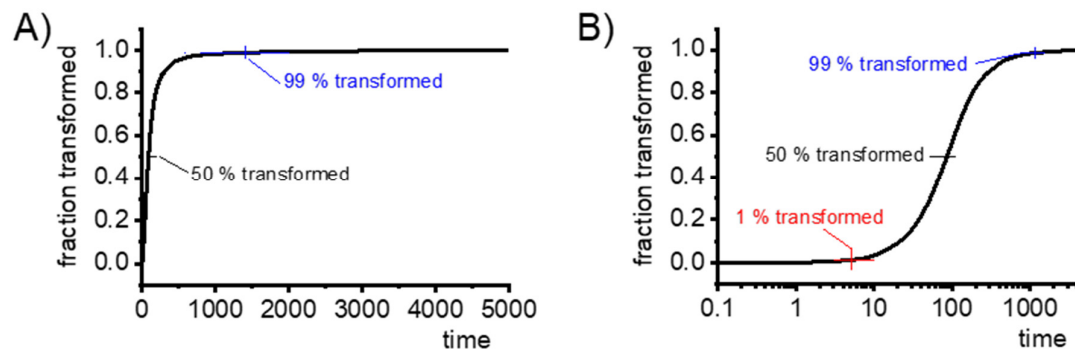 A)
fraction transformed
1.0
0.8
0.6
0.4
0.2
0.0
99 % transformed
50 % transformed
0 1000 2000 3000 4000 5000
time
B)
fraction transformed
1.0
0.8
0.6
0.4
0.2
0.0
99 % transformed
50 % transformed
1 % transformed
0.1 1 10 100 1000
time